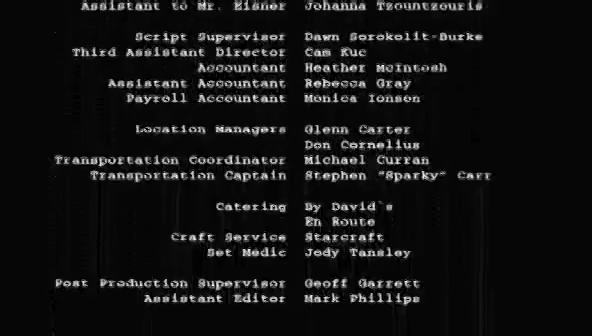 Assistant to Mr. Eisner Johanna Tzountzouris
Script Supervisor Dawn Sorokolit-Burke
Third Assistant Director Cam Kuc
Accountant Heather McIntosh
Assistant Accountant Rebecca Gray
Payroll Accountant Monica Ionson
Location Managers Glenn Carter
Don Cornelius
Transportation Coordinator Michael Curran
Transportation Captain Stephen "Sparky" Carr
Catering By David's
En Route
Craft Service Starcraft
Set Medic Jody Tansley
Post Production Supervisor Geoff Garrett
Assistant Editor Mark Phillips